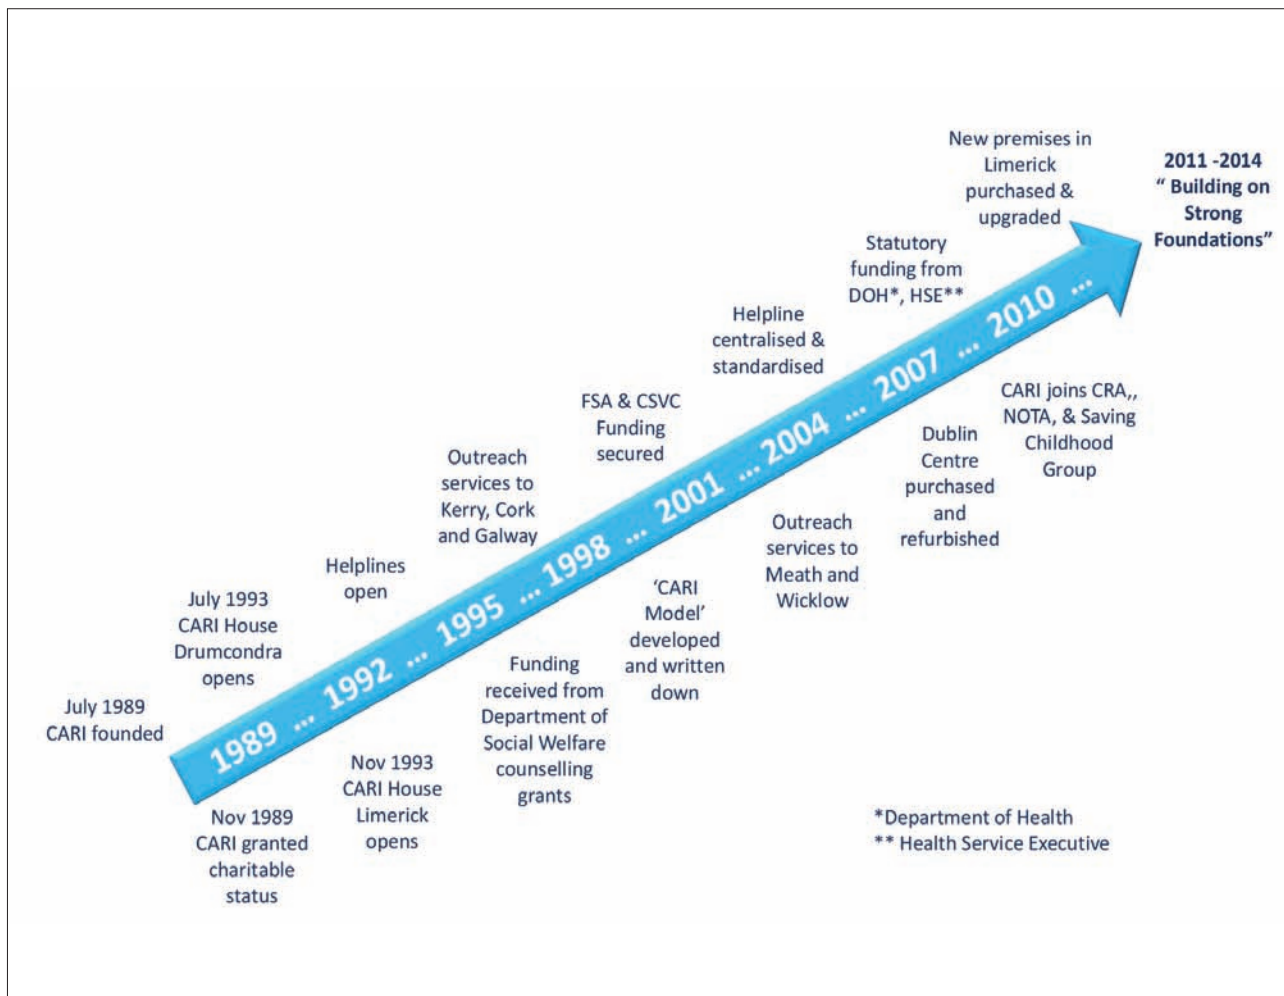 New premises in
Limerick
purchased &
upgraded
2011 -2014
“ Building on
Strong
Foundations”
Statutory
funding from
DOH*, HSE**
Helpline
centralised &
standardised
FSA & CSVC
Funding
secured
Outreach
services to
Kerry, Cork
and Galway
Helplines
open
July 1993
CARI House
Drumcondra
opens
July 1989
CARI founded
1989 ... 1992 ... 1995 ... 1998 ... 2001 ... 2004 ... 2007 ... 2010 ...
CARI joins CRA,,
NOTA, & Saving
Childhood
Group
Dublin
Centre
purchased
and
refurbished
Outreach
services to
Meath and
Wicklow
‘CARI
Model’
developed
and written
down
Funding
received from
Department of
Social Welfare
counselling
grants
Nov 1993
CARI House
Limerick
opens
Nov 1989
CARI granted
charitable
status
*Department of Health
** Health Service Executive